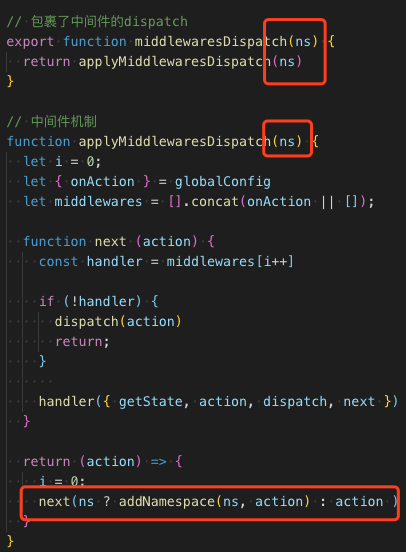 // 包裹了中间件的dispatch
export function middlewaresDispatch(ns) {
  return applyMiddlewaresDispatch(ns)
}

// 中间件机制
function applyMiddlewaresDispatch(ns) {
  let i = 0;
  let { onAction } = globalConfig
  let middlewares = [].concat(onAction || []);

  function next (action) {
    const handler = middlewares[i++]

    if (!handler) {
      dispatch(action)
      return;
    }

    handler({ getState, action, dispatch, next })
  }

  return (action) => {
    i = 0;
    next(ns ? addNamespace(ns, action) : action )
  }
}